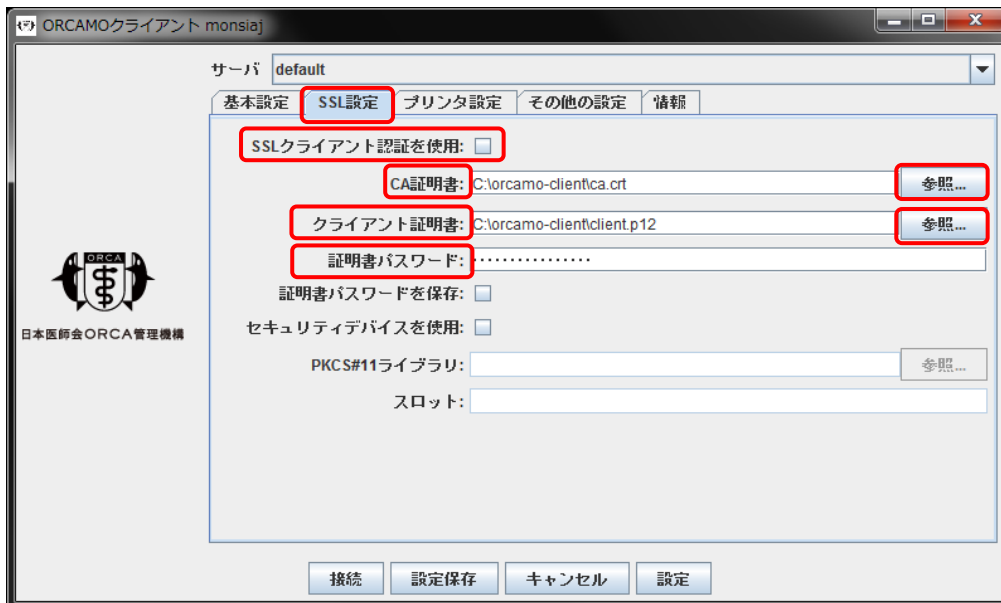 ORCAMOクライアント monsiaj
サーバ default
基本設定 SSL設定 プリンタ設定 その他の設定 情報
SSLクライアント認証を使用:
CA証明書: C:\orcamo-client\ca.crt 参照...
クライアント証明書: C:\orcamo-client\client.p12 参照...
証明書パスワード: ················
証明書パスワードを保存:
セキュリティデバイスを使用:
PKCS#11ライブラリ: 参照...
スロット:
ORCA
日本医師会ORCA管理機構
接続 設定保存 キャンセル 設定